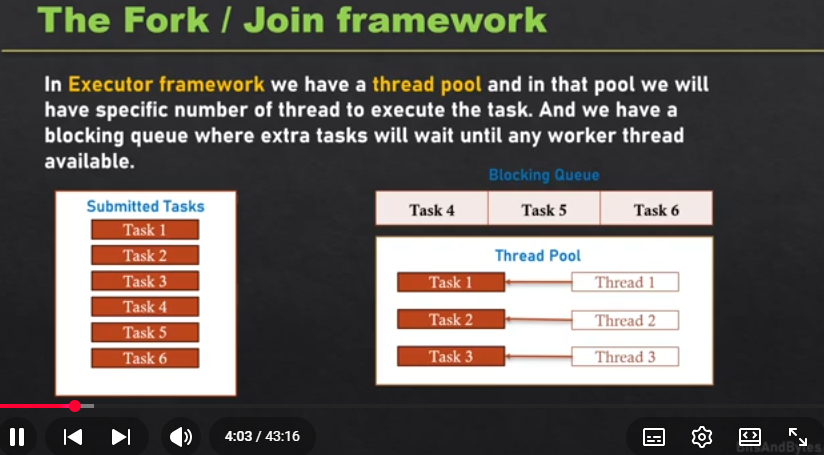 The Fork / Join framework
In Executor framework we have a thread pool and in that pool we will
have specific number of thread to execute the task. And we have a
blocking queue where extra tasks will wait until any worker thread
available.
Submitted Tasks
Task 1
Task 2
Task 3
Task 4
Task 5
Task 6
Blocking Queue
Task 4 Task 5 Task 6
Thread Pool
Task 1 Thread 1
Task 2 Thread 2
Task 3 Thread 3
4:03 / 43:16
BitsAndBytes